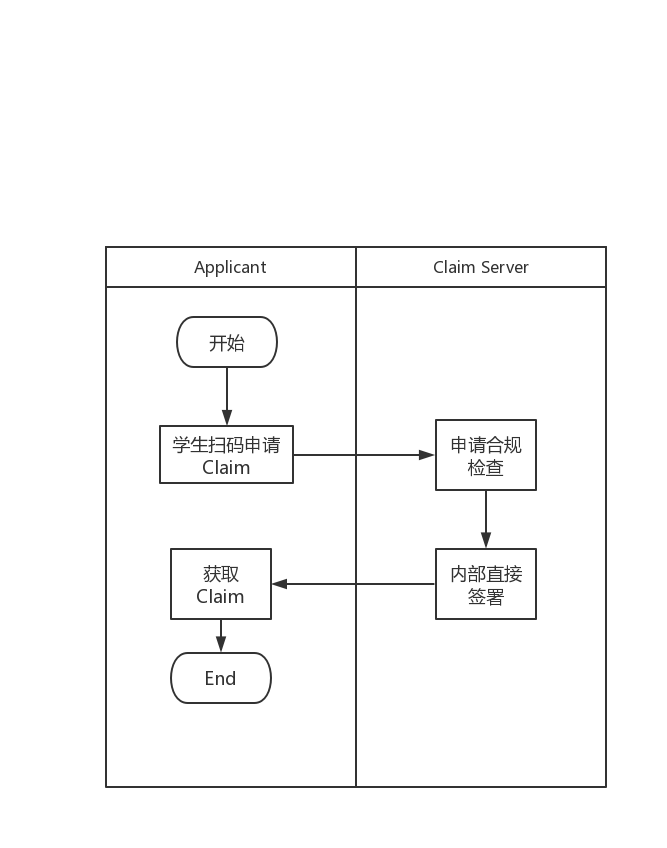 Applicant
Claim Server
开始
学生扫码申请
Claim
申请合规
检查
内部直接
签署
获取
Claim
End